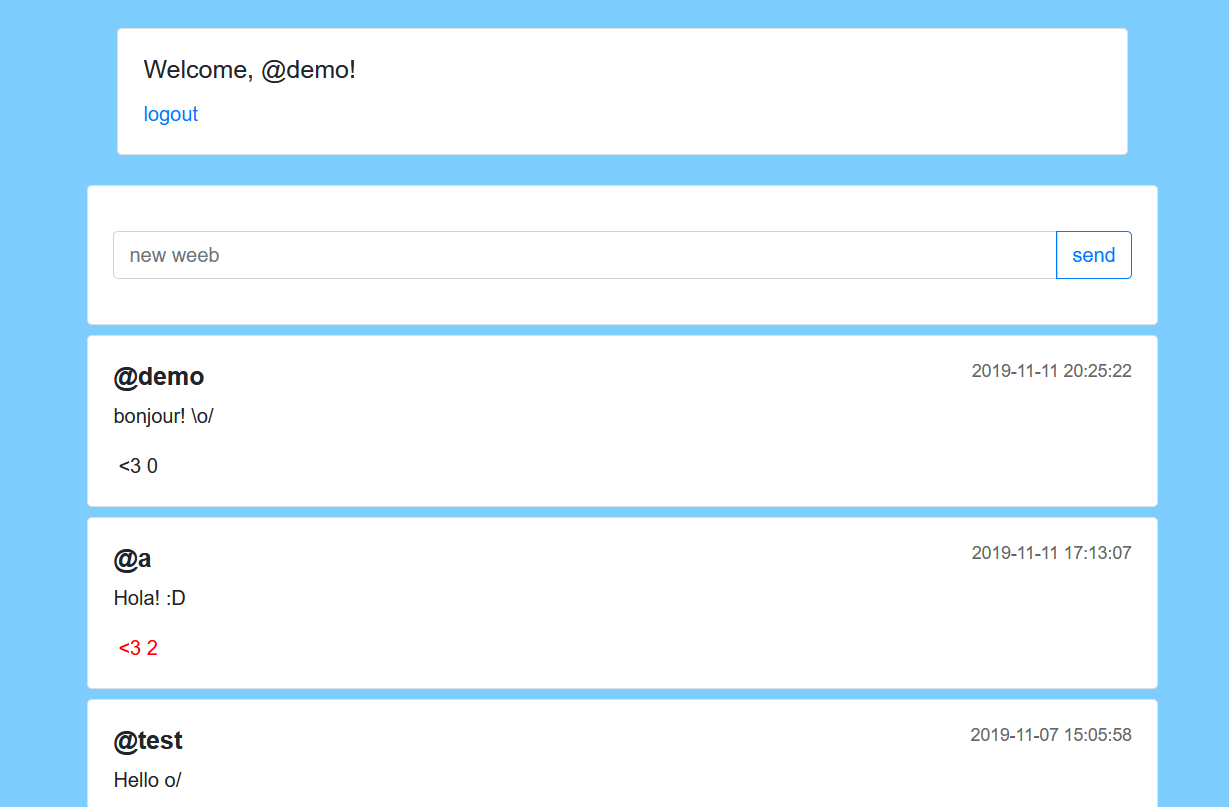 Welcome, @demo!
logout
new weeb
send
@demo
2019-11-11 20:25:22
bonjour! \o/
<3 0
@a
2019-11-11 17:13:07
Hola! :D
<3 2
@test
2019-11-07 15:05:58
Hello o/